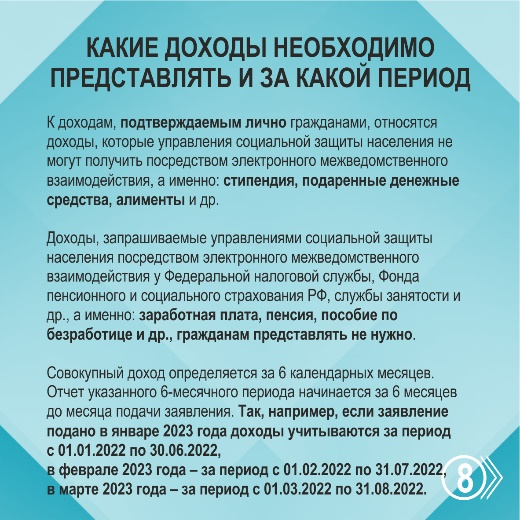 КАКИЕ ДОХОДЫ НЕОБХОДИМО
ПРЕДСТАВЛЯТЬ И ЗА КАКОЙ ПЕРИОД
К доходам, подтверждаемым лично гражданами, относятся
доходы, которые управления социальной защиты населения не
могут получить посредством электронного межведомственного
взаимодействия, а именно: стипендия, подаренные денежные
средства, алименты и др.
Доходы, запрашиваемые управлениями социальной защиты
населения посредством электронного межведомственного
взаимодействия у Федеральной налоговой службы, Фонда
пенсионного и социального страхования РФ, службы занятости и
др., а именно: заработная плата, пенсия, пособие по
безработице и др., гражданам представлять не нужно.
Совокупный доход определяется за 6 календарных месяцев.
Отчет указанного 6-месячного периода начинается за 6 месяцев
до месяца подачи заявления. Так, например, если заявление
подано в январе 2023 года доходы учитываются за период
с 01.01.2022 по 30.06.2022,
в феврале 2023 года – за период с 01.02.2022 по 31.07.2022,
в марте 2023 года – за период с 01.03.2022 по 31.08.2022.
8